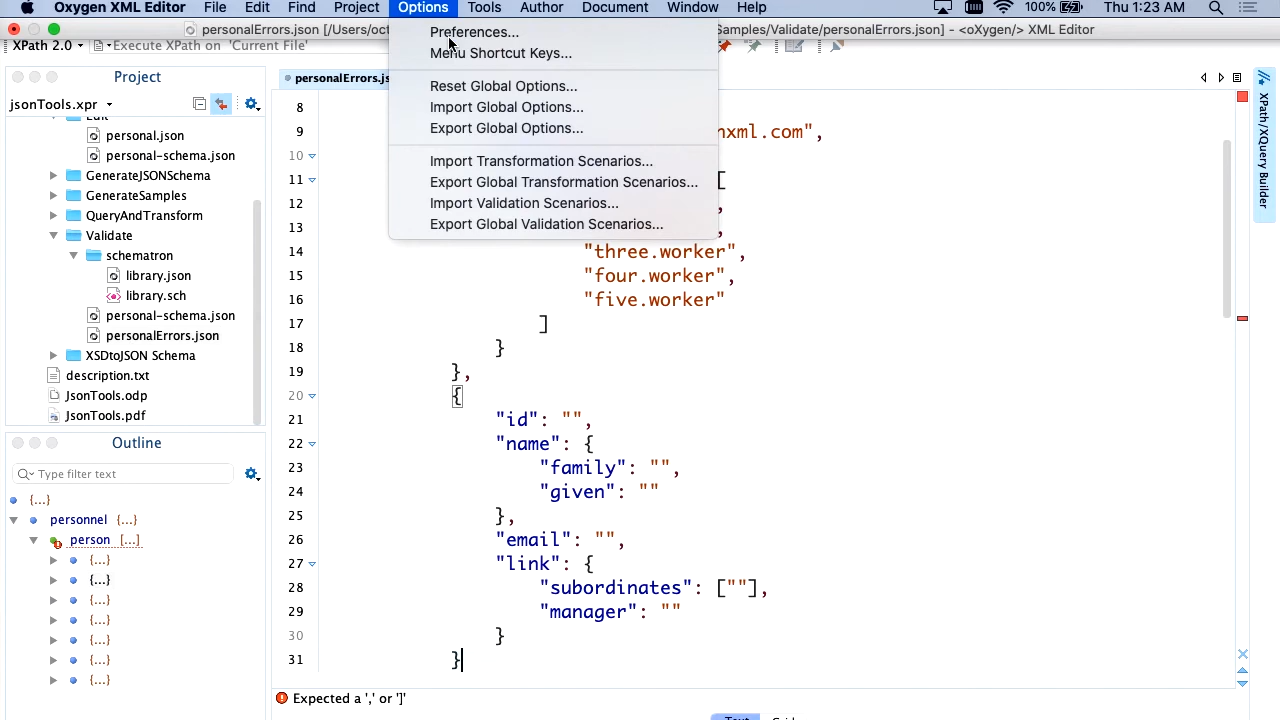 Oxygen XML Editor File Edit Find Project Options Tools Author Document Window Help 100% Thu 1:23 AM
personalErrors.json [/Users/oct
Samples/Validate/personalErrors.json] - <oXygen/> XML Editor
XPath 2.0 Execute XPath on 'Current File'
Preferences...
Menu Shortcut Keys...
Reset Global Options...
Import Global Options...
Export Global Options...
Import Transformation Scenarios...
Export Global Transformation Scenarios...
Import Validation Scenarios...
Export Global Validation Scenarios...
Project
jsonTools.xpr
Edit
personal.json
personal-schema.json
GenerateJSONSchema
GenerateSamples
QueryAndTransform
Validate
schematron
library.json
library.sch
personal-schema.json
personalErrors.json
XSDtoJSON Schema
description.txt
JsonTools.odp
JsonTools.pdf
Outline
Type filter text
{...}
personnel {...}
person [...]
{...}
{...}
{...}
{...}
{...}
{...}
{...}
personalErrors.js
8
9 nxml.com",
10
11 [
12 ,
13 ,
14 "three.worker",
15 "four.worker",
16 "five.worker"
17 ]
18 }
19 },
20 {
21 "id": "",
22 "name": {
23 "family": "",
24 "given": ""
25 },
26 "email": "",
27 "link": {
28 "subordinates": [""],
29 "manager": ""
30 }
31 }
Expected a ',' or ']'
XPath/XQuery Builder
Text Grid